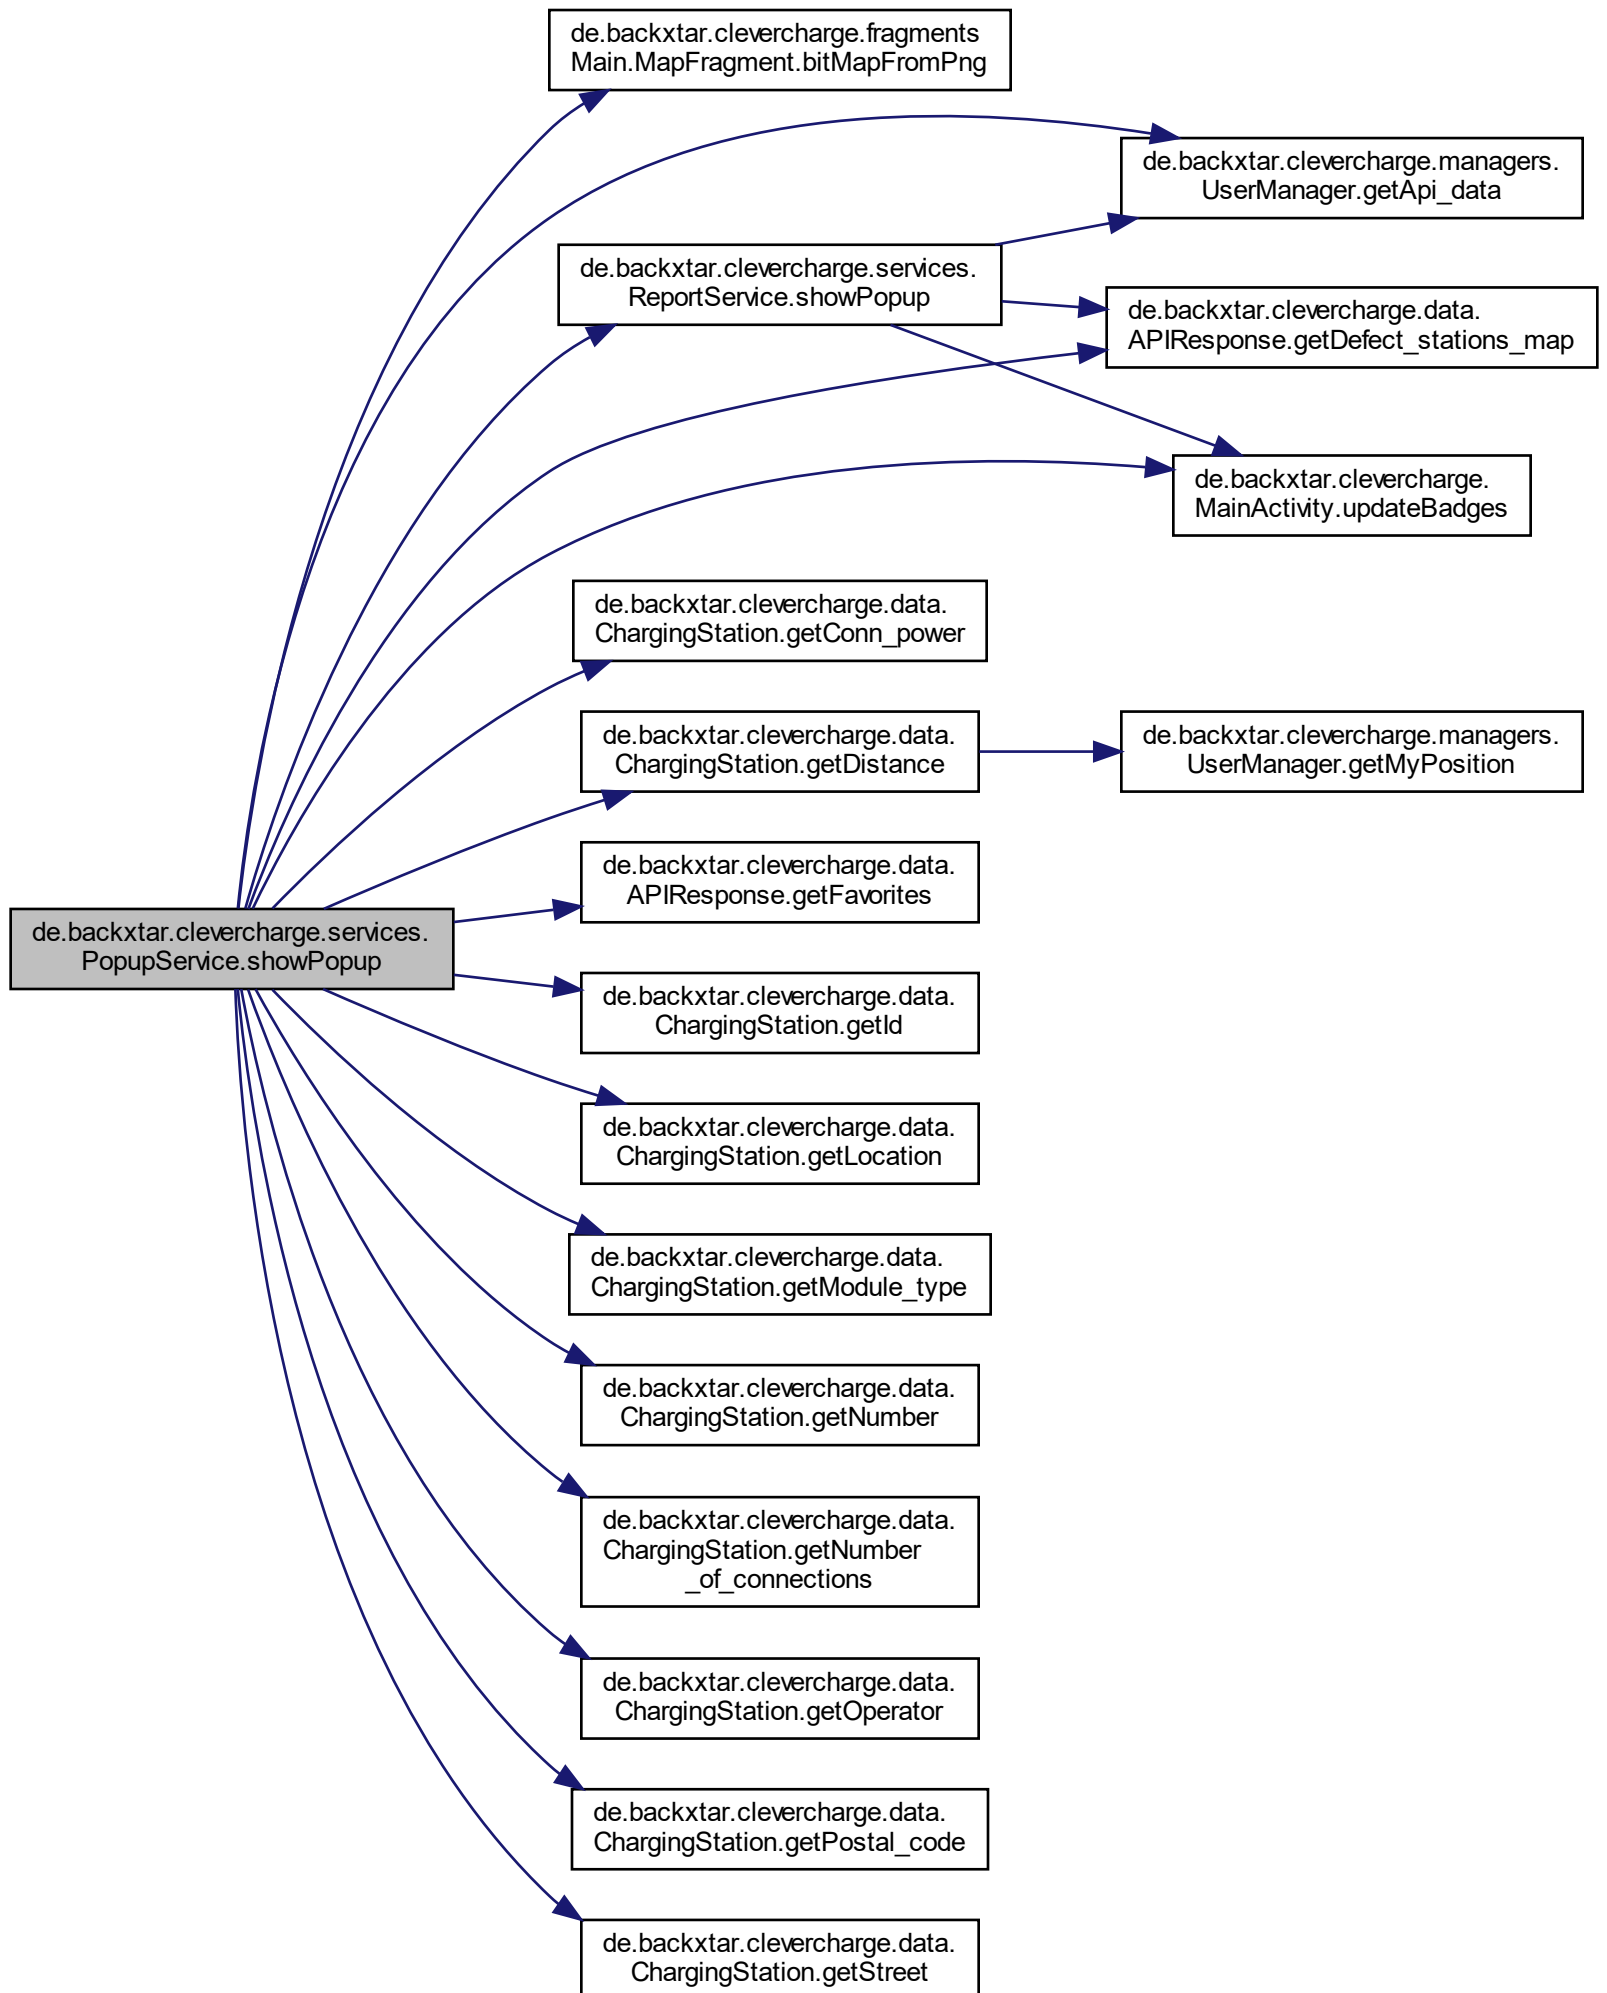 de.backxtar.clevercharge.fragments
Main.MapFragment.bitMapFromPng
de.backxtar.clevercharge.managers.
UserManager.getApi_data
de.backxtar.clevercharge.services.
ReportService.showPopup
de.backxtar.clevercharge.data.
APIResponse.getDefect_stations_map
de.backxtar.clevercharge.
MainActivity.updateBadges
de.backxtar.clevercharge.data.
ChargingStation.getConn_power
de.backxtar.clevercharge.data.
ChargingStation.getDistance
de.backxtar.clevercharge.managers.
UserManager.getMyPosition
de.backxtar.clevercharge.data.
APIResponse.getFavorites
de.backxtar.clevercharge.services.
PopupService.showPopup
de.backxtar.clevercharge.data.
ChargingStation.getId
de.backxtar.clevercharge.data.
ChargingStation.getLocation
de.backxtar.clevercharge.data.
ChargingStation.getModule_type
de.backxtar.clevercharge.data.
ChargingStation.getNumber
de.backxtar.clevercharge.data.
ChargingStation.getNumber
_of_connections
de.backxtar.clevercharge.data.
ChargingStation.getOperator
de.backxtar.clevercharge.data.
ChargingStation.getPostal_code
de.backxtar.clevercharge.data.
ChargingStation.getStreet